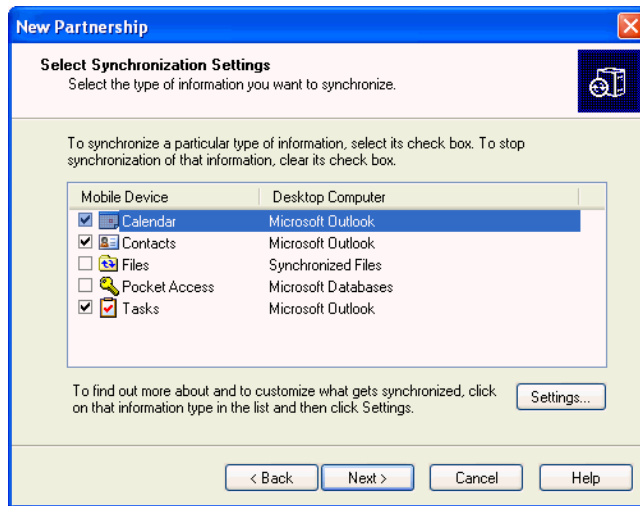 New Partnership
Select Synchronization Settings
Select the type of information you want to synchronize.
To synchronize a particular type of information, select its check box. To stop
synchronization of that information, clear its check box.
Mobile Device Desktop Computer
Calendar Microsoft Outlook
Contacts Microsoft Outlook
Files Synchronized Files
Pocket Access Microsoft Databases
Tasks Microsoft Outlook
To find out more about and to customize what gets synchronized, click
on that information type in the list and then click Settings.
Settings...
< Back Next > Cancel Help